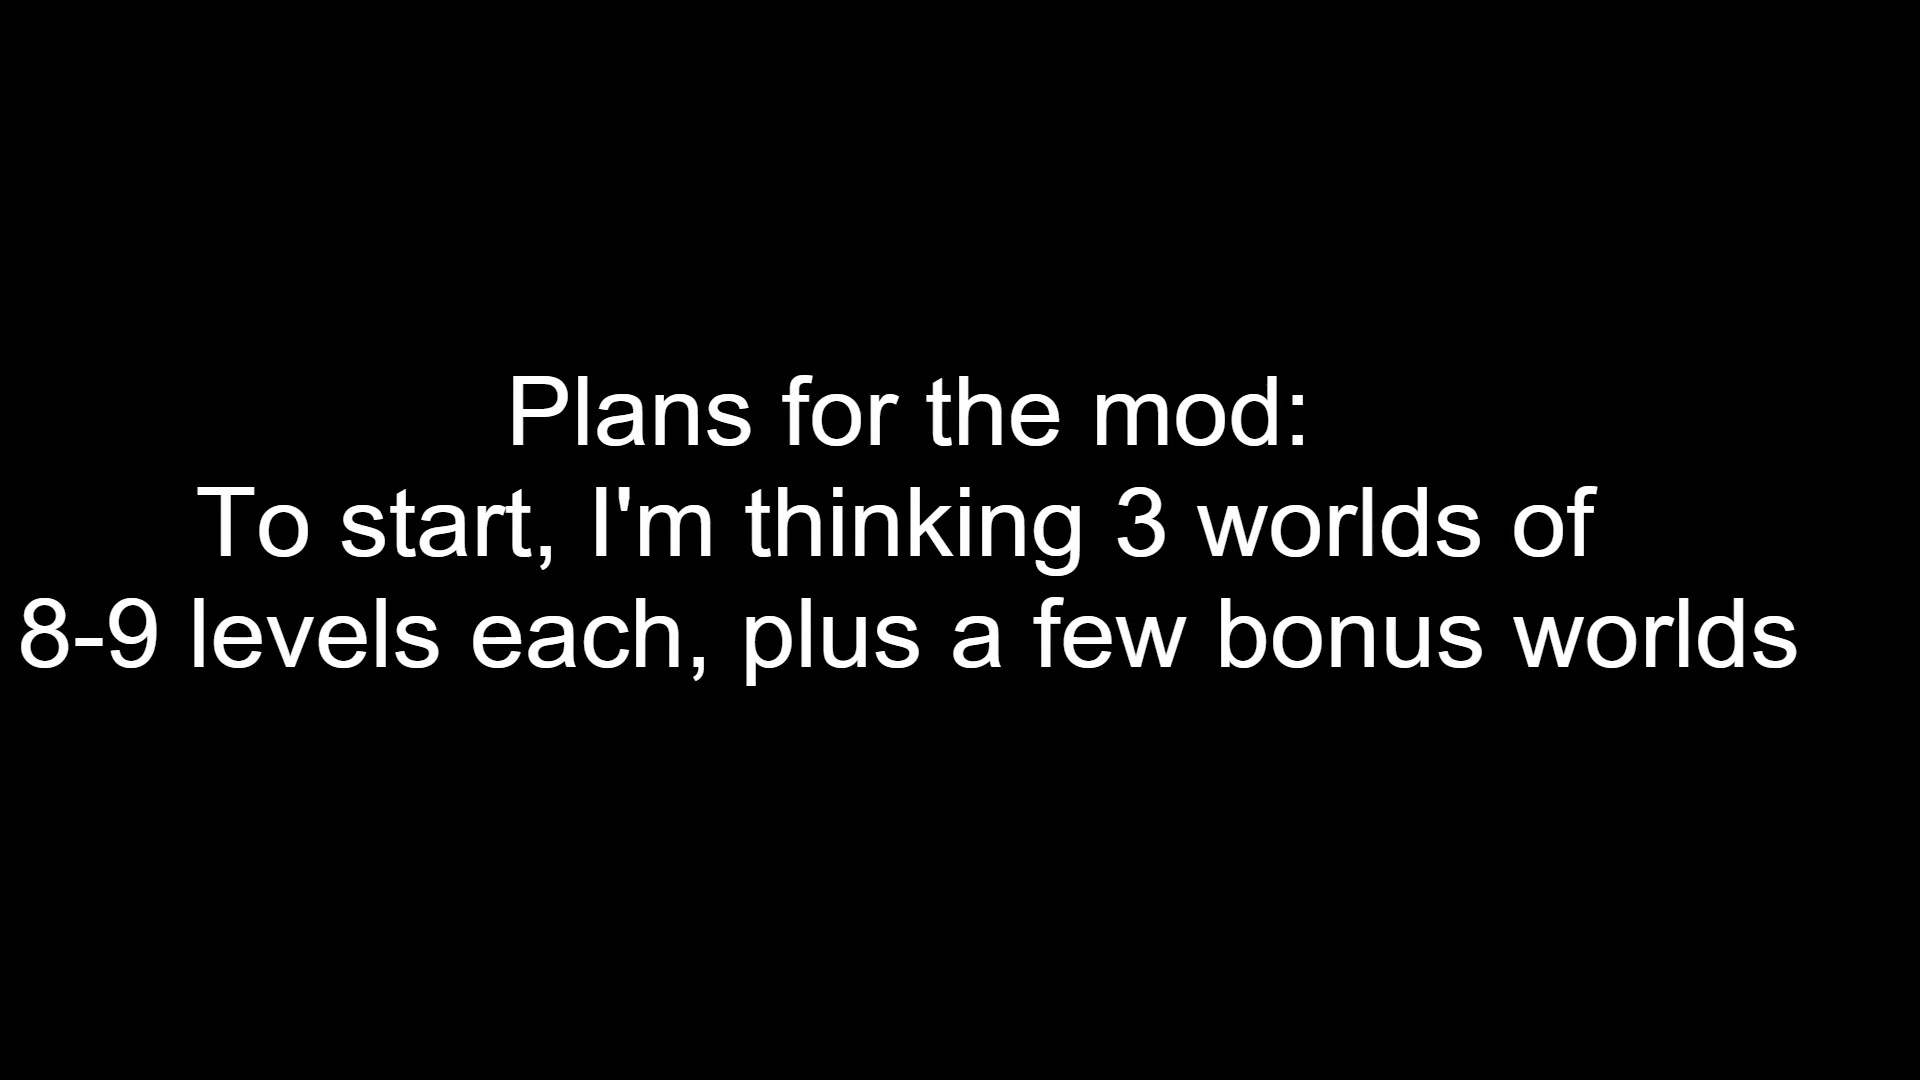 Plans for the mod:
To start, I'm thinking 3 worlds of
8-9 levels each, plus a few bonus worlds